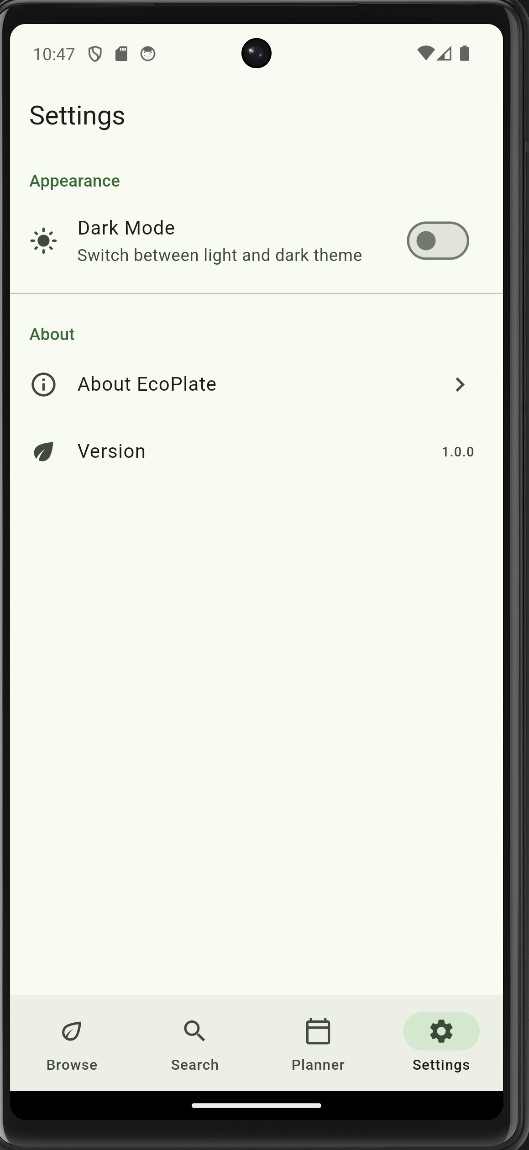 10:47
Settings
Appearance
Dark Mode
Switch between light and dark theme
About
About EcoPlate
Version
1.0.0
Browse
Search
Planner
Settings